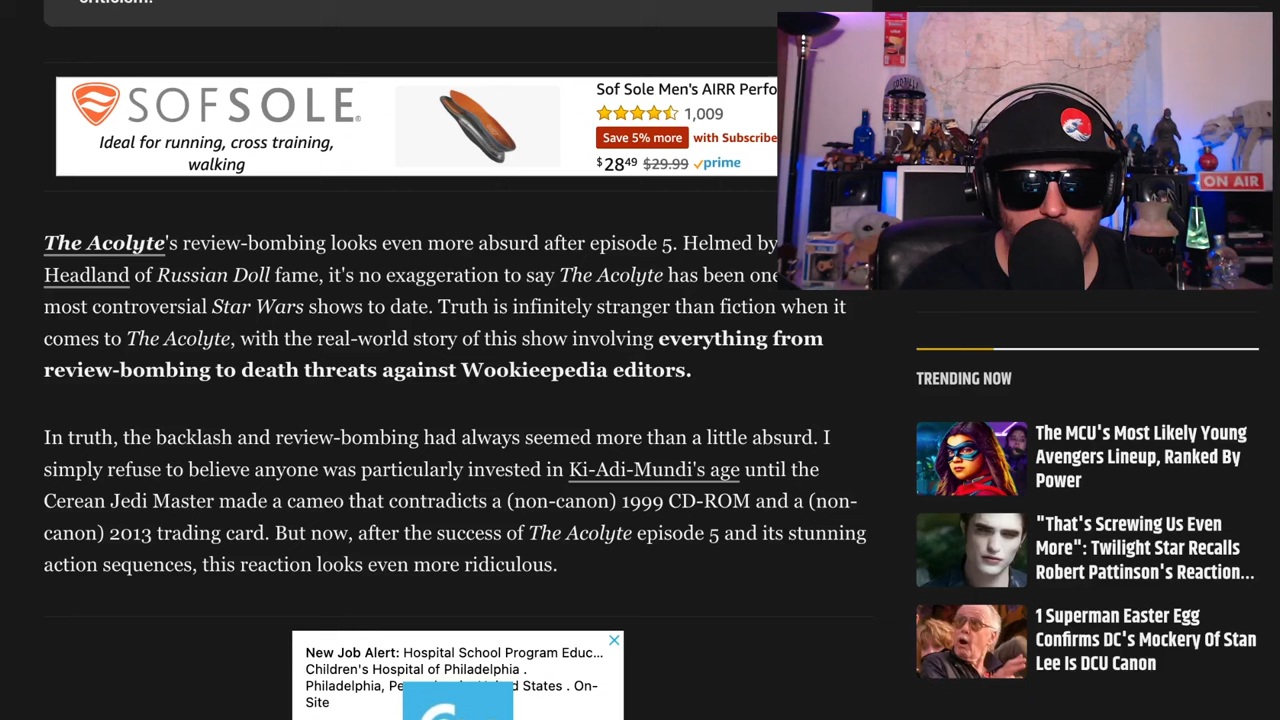 SOFSOLE
Ideal for running, cross training,
walking
Sof Sole Men's AIRR Perfo
1,009
Save 5% more with Subscribe
$28⁴⁹ $29.99 ✓prime
ON AIR
The Acolyte's review-bombing looks even more absurd after episode 5. Helmed by
Headland of Russian Doll fame, it's no exaggeration to say The Acolyte has been one
most controversial Star Wars shows to date. Truth is infinitely stranger than fiction when it
comes to The Acolyte, with the real-world story of this show involving everything from
review-bombing to death threats against Wookieepedia editors.
In truth, the backlash and review-bombing had always seemed more than a little absurd. I
simply refuse to believe anyone was particularly invested in Ki-Adi-Mundi's age until the
Cerean Jedi Master made a cameo that contradicts a (non-canon) 1999 CD-ROM and a (non-
canon) 2013 trading card. But now, after the success of The Acolyte episode 5 and its stunning
action sequences, this reaction looks even more ridiculous.
New Job Alert: Hospital School Program Educ...
Children's Hospital of Philadelphia .
Philadelphia, States . On-
Site
TRENDING NOW
The MCU's Most Likely Young
Avengers Lineup, Ranked By
Power
"That's Screwing Us Even
More": Twilight Star Recalls
Robert Pattinson's Reaction...
1 Superman Easter Egg
Confirms DC's Mockery Of Stan
Lee Is DCU Canon